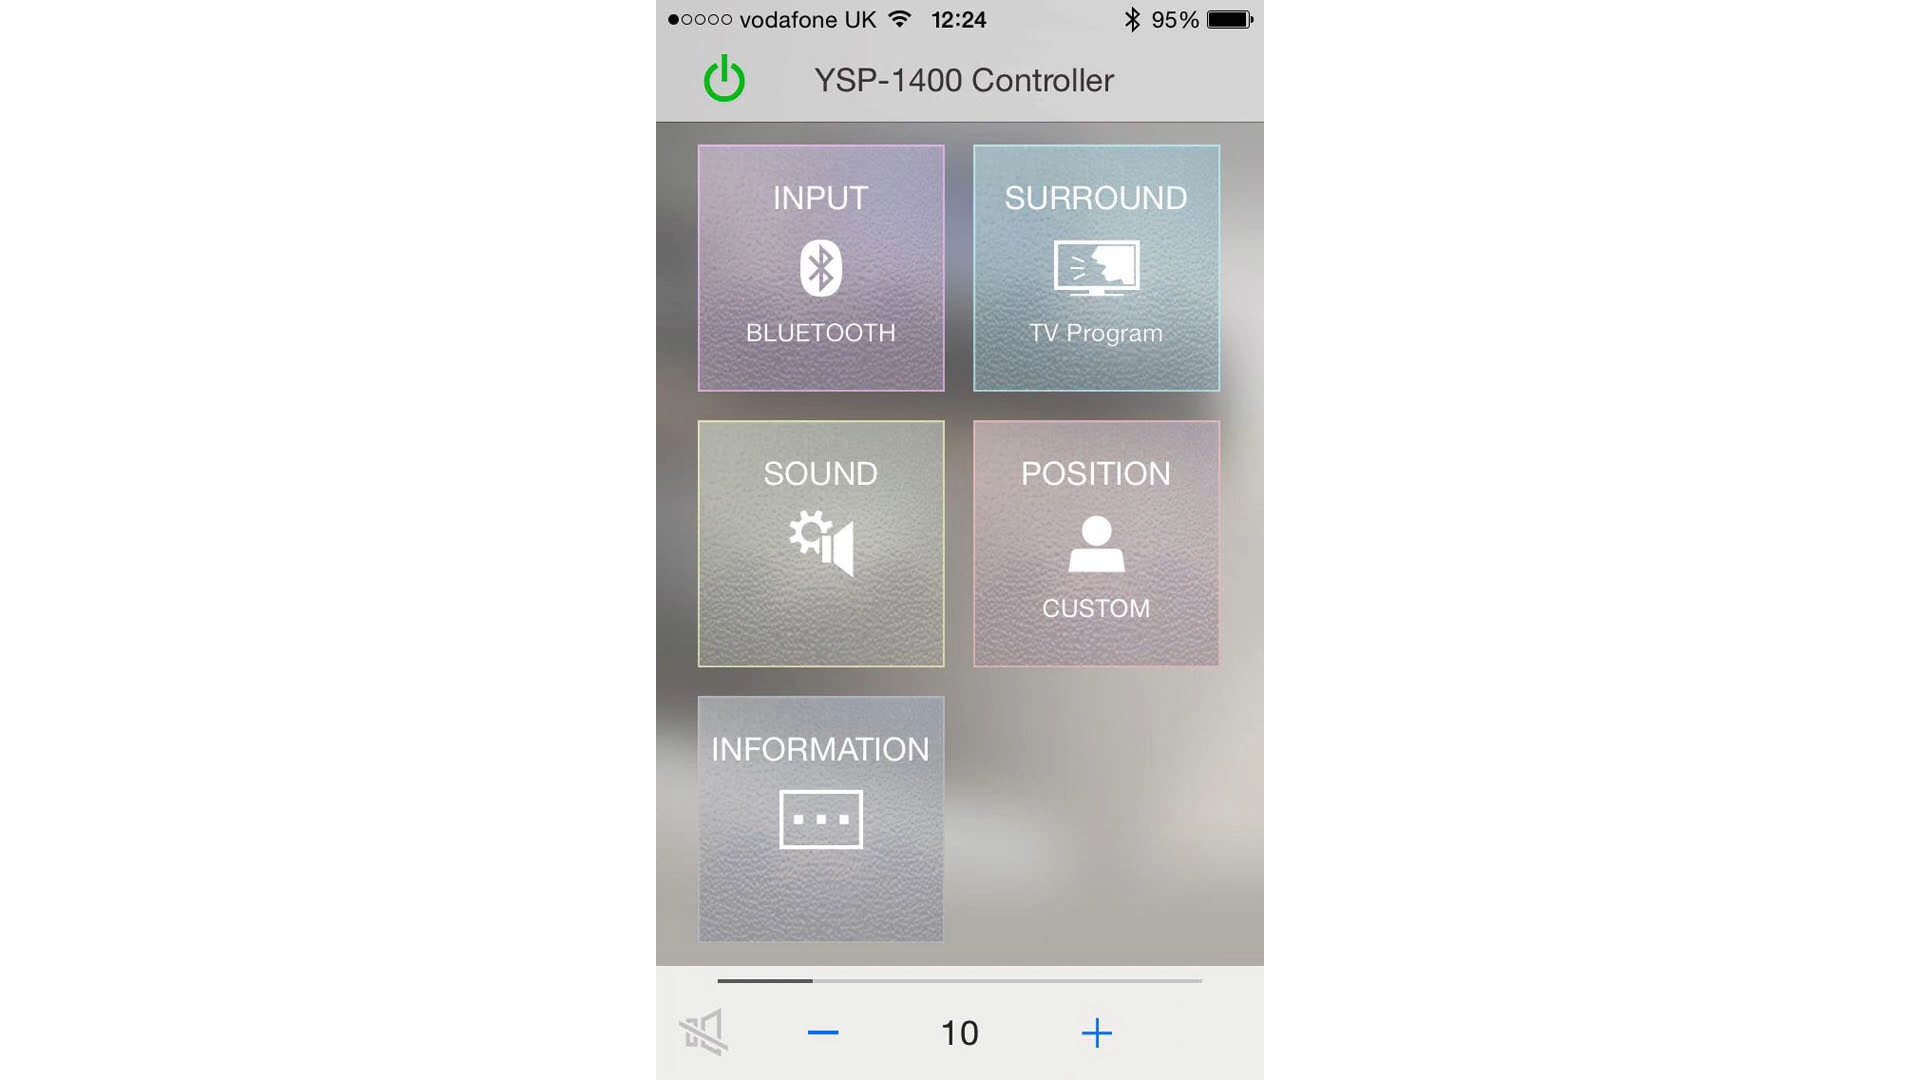 vodafone UK 12:24 95%
YSP-1400 Controller
INPUT
BLUETOOTH
SURROUND
TV Program
SOUND
POSITION
CUSTOM
INFORMATION
10